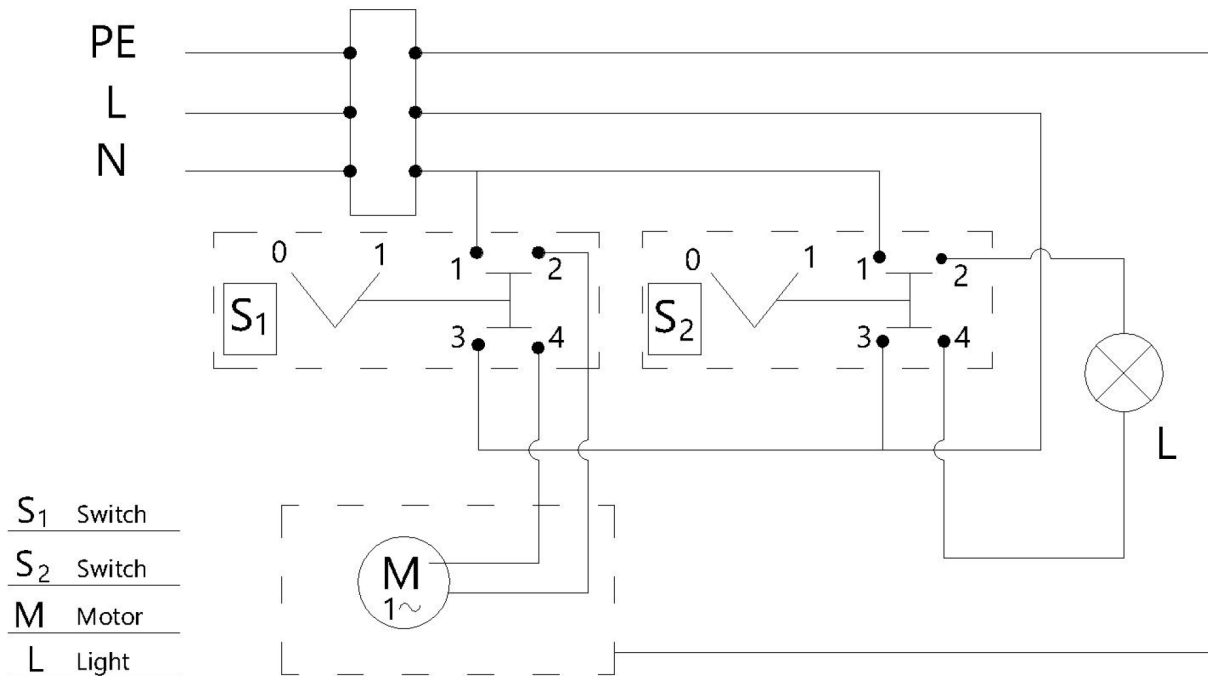 PE
L
N
0 1 1 2
S1
3 4
0 1 1 2
S2
3 4
L
M
1~
S1 Switch
S2 Switch
M Motor
L Light